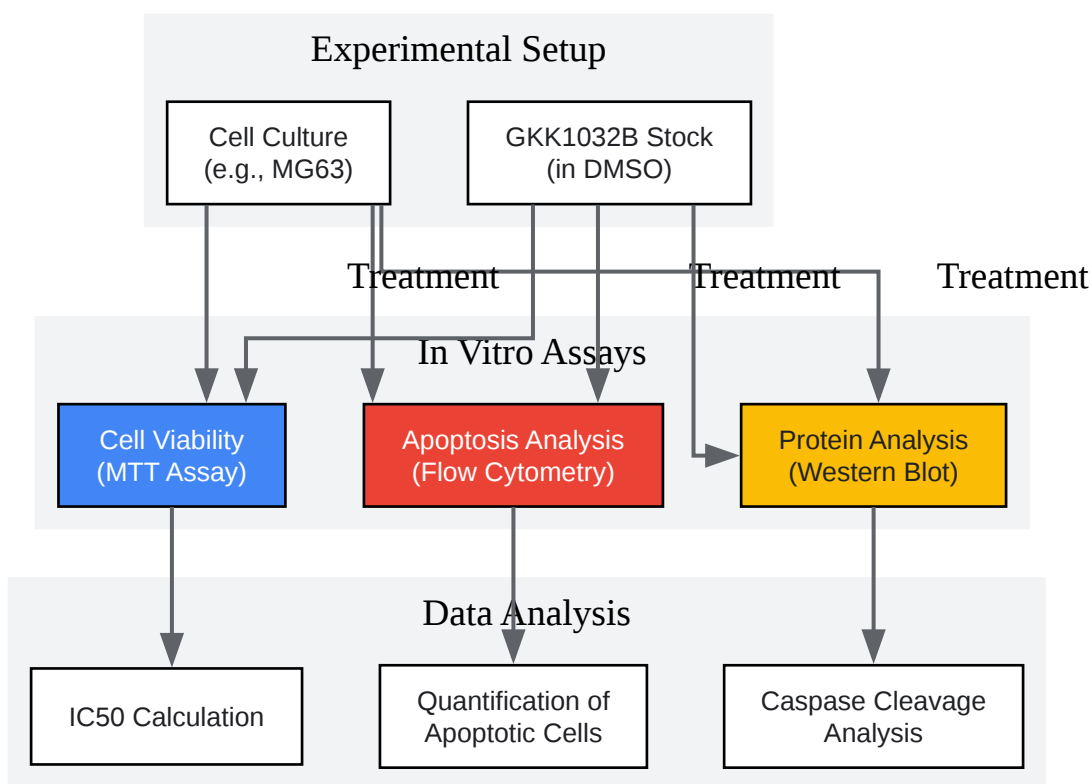 Experimental Setup
Cell Culture
(e.g., MG63)
GKK1032B Stock
(in DMSO)
Treatment
Treatment
Treatment
In Vitro Assays
Cell Viability
(MTT Assay)
Apoptosis Analysis
(Flow Cytometry)
Protein Analysis
(Western Blot)
Data Analysis
IC50 Calculation
Quantification of
Apoptotic Cells
Caspase Cleavage
Analysis